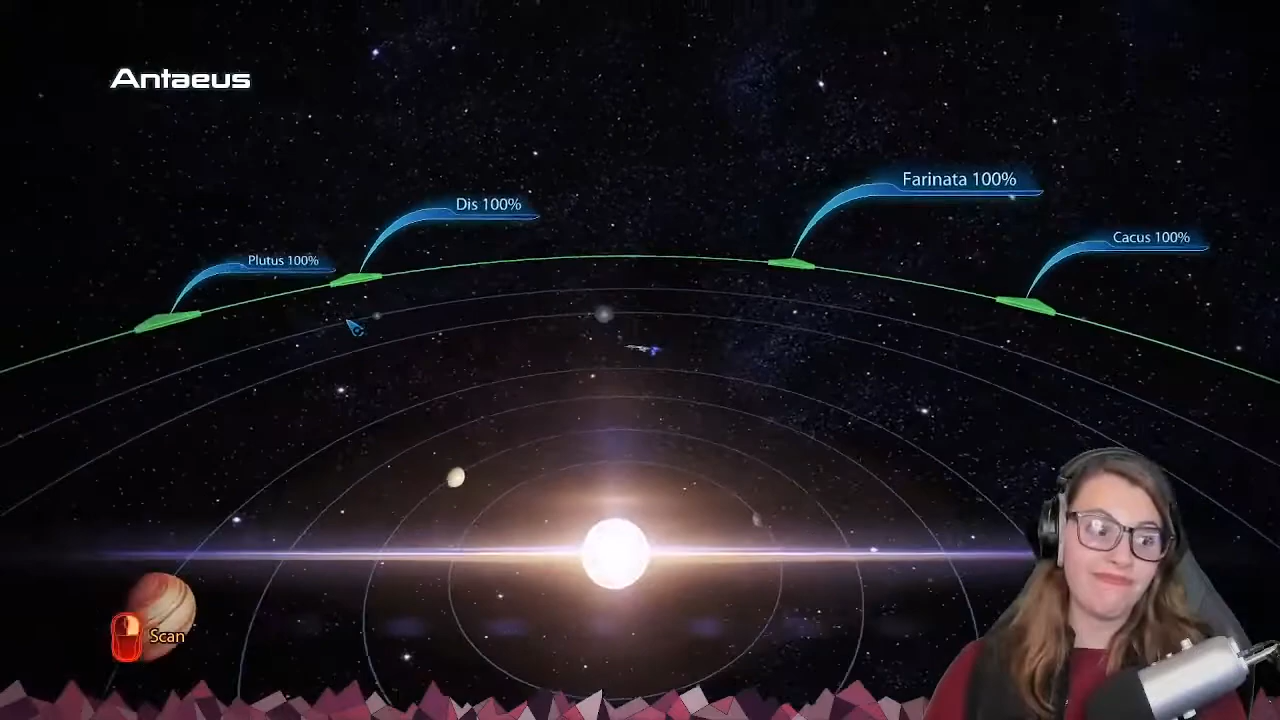 Antaeus
Farinata 100%
Dis 100%
Cacus 100%
Plutus 100%
Scan